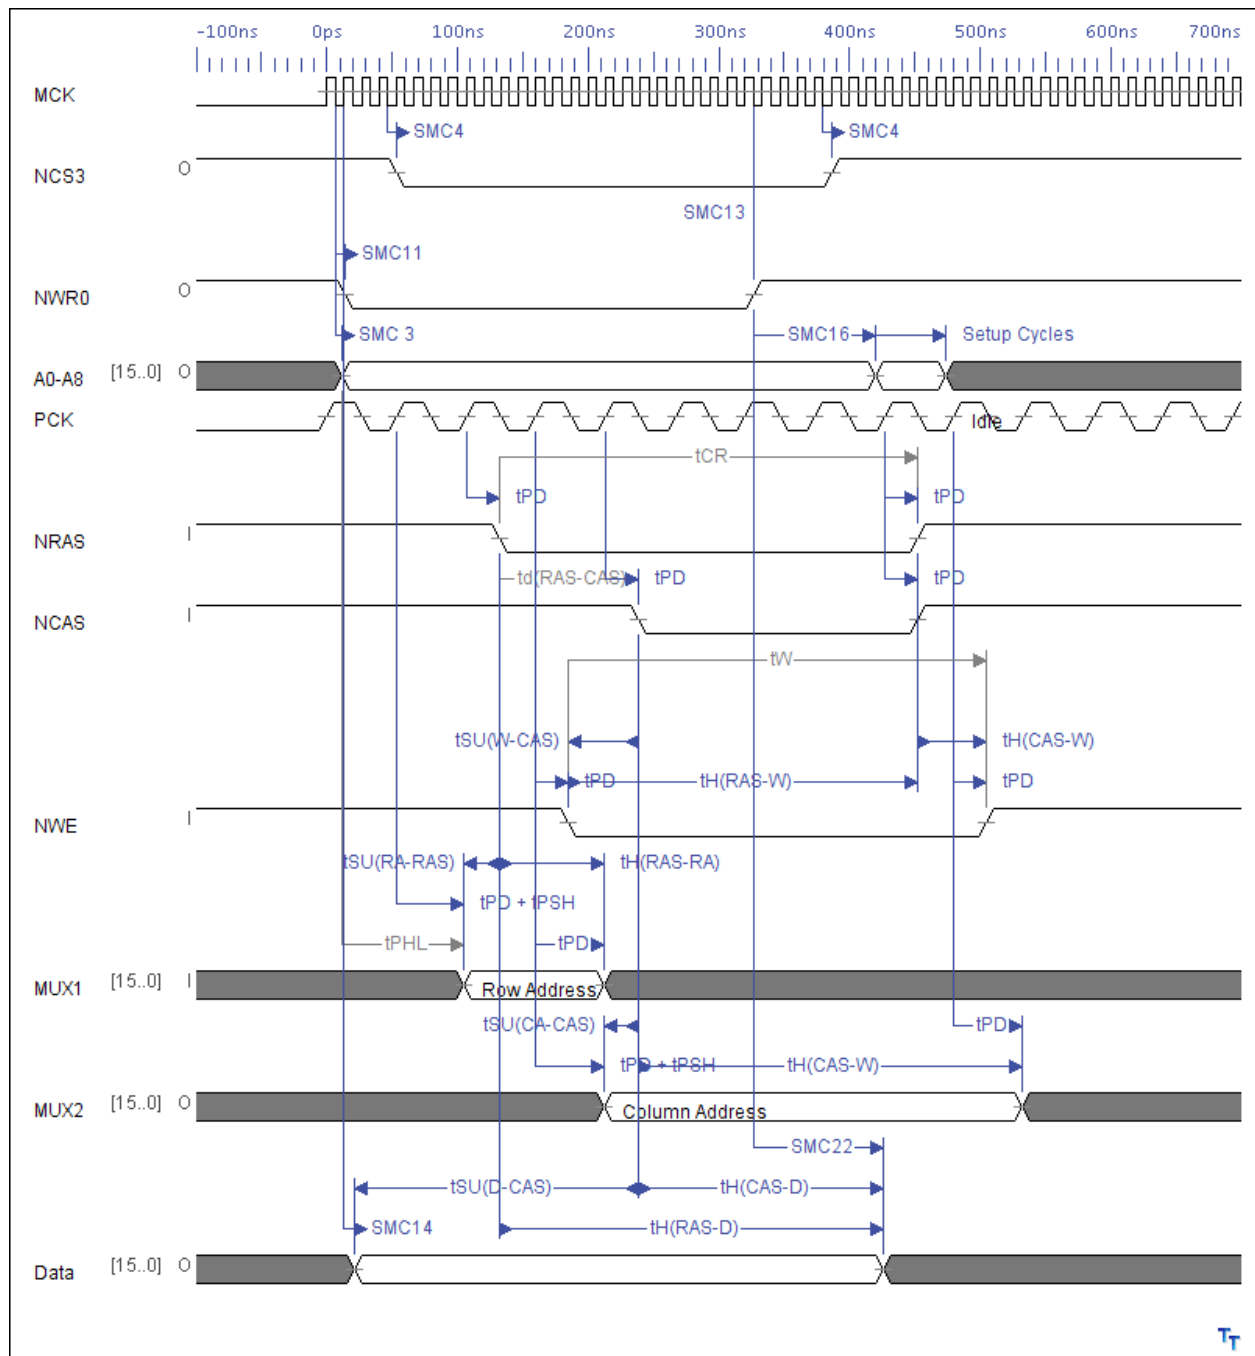 -100ns 0ps 100ns 200ns 300ns 400ns 500ns 600ns 700ns
MCK
SMC4 SMC4
NCS3 O
SMC13
SMC11
NWR0 O
SMC 3 SMC16 Setup Cycles
A0-A8 [15..0] O
PCK Idle
tCR
tPD tPD
NRAS I
td(RAS-CAS) tPD tPD
NCAS I
tW
tSU(W-CAS) tH(CAS-W)
tPD tH(RAS-W) tPD
NWE I
tSU(RA-RAS) tH(RAS-RA)
tPD + tPSH
tPHL tPD
MUX1 [15..0] I Row Address
tSU(CA-CAS) tPD
tPD + tPSH tH(CAS-W)
MUX2 [15..0] O Column Address
SMC22
tSU(D-CAS) tH(CAS-D)
SMC14 tH(RAS-D)
Data [15..0] O
TT